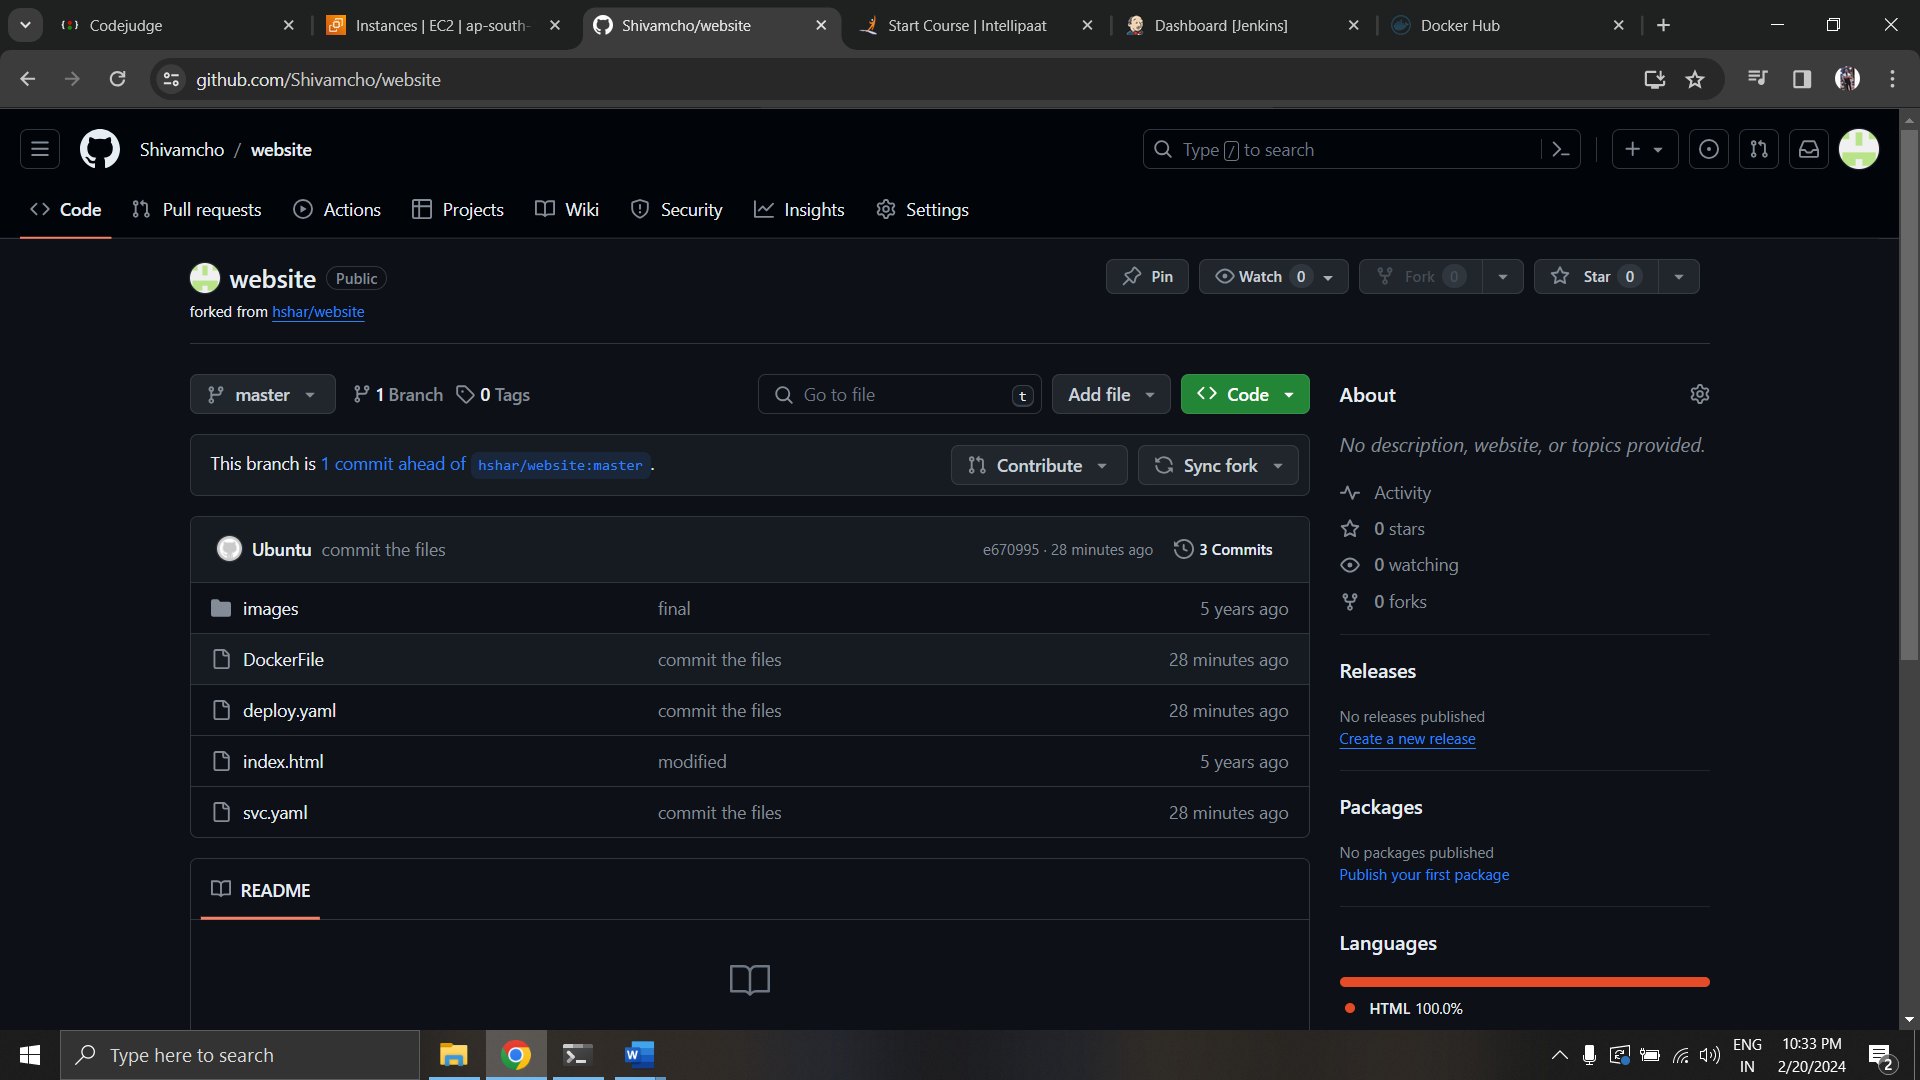 Codejudge
Instances | EC2 | ap-south-
Shivamcho/website
Start Course | Intellipaat
Dashboard [Jenkins]
Docker Hub
github.com/Shivamcho/website
Shivamcho / website
Type / to search
Code
Pull requests
Actions
Projects
Wiki
Security
Insights
Settings
website Public
Pin
Watch 0
Fork 0
Star 0
forked from hshar/website
master
1 Branch
0 Tags
Go to file t
Add file
Code
This branch is 1 commit ahead of hshar/website:master .
Contribute
Sync fork
Ubuntu commit the files e670995 · 28 minutes ago 3 Commits
images final 5 years ago
DockerFile commit the files 28 minutes ago
deploy.yaml commit the files 28 minutes ago
index.html modified 5 years ago
svc.yaml commit the files 28 minutes ago
README
About
No description, website, or topics provided.
Activity
0 stars
0 watching
0 forks
Releases
No releases published
Create a new release
Packages
No packages published
Publish your first package
Languages
HTML 100.0%
Type here to search
ENG
IN
10:33 PM
2/20/2024
2